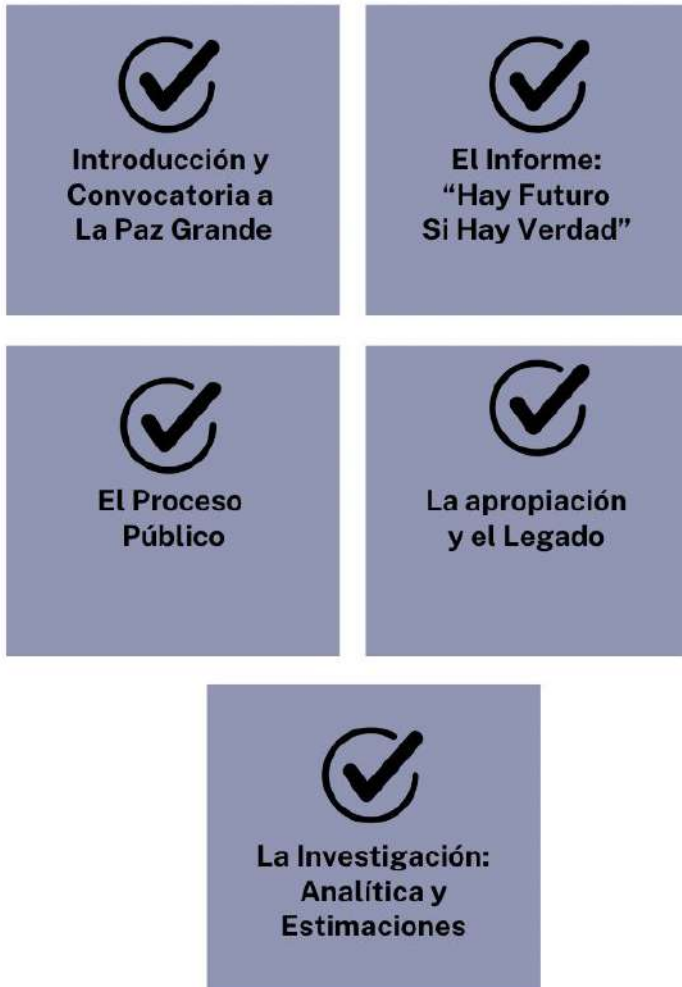 Introducción y
Convocatoria a
La Paz Grande
El Informe:
“Hay Futuro
Si Hay Verdad”
El Proceso
Público
La apropiación
y el Legado
La Investigación:
Analítica y
Estimaciones